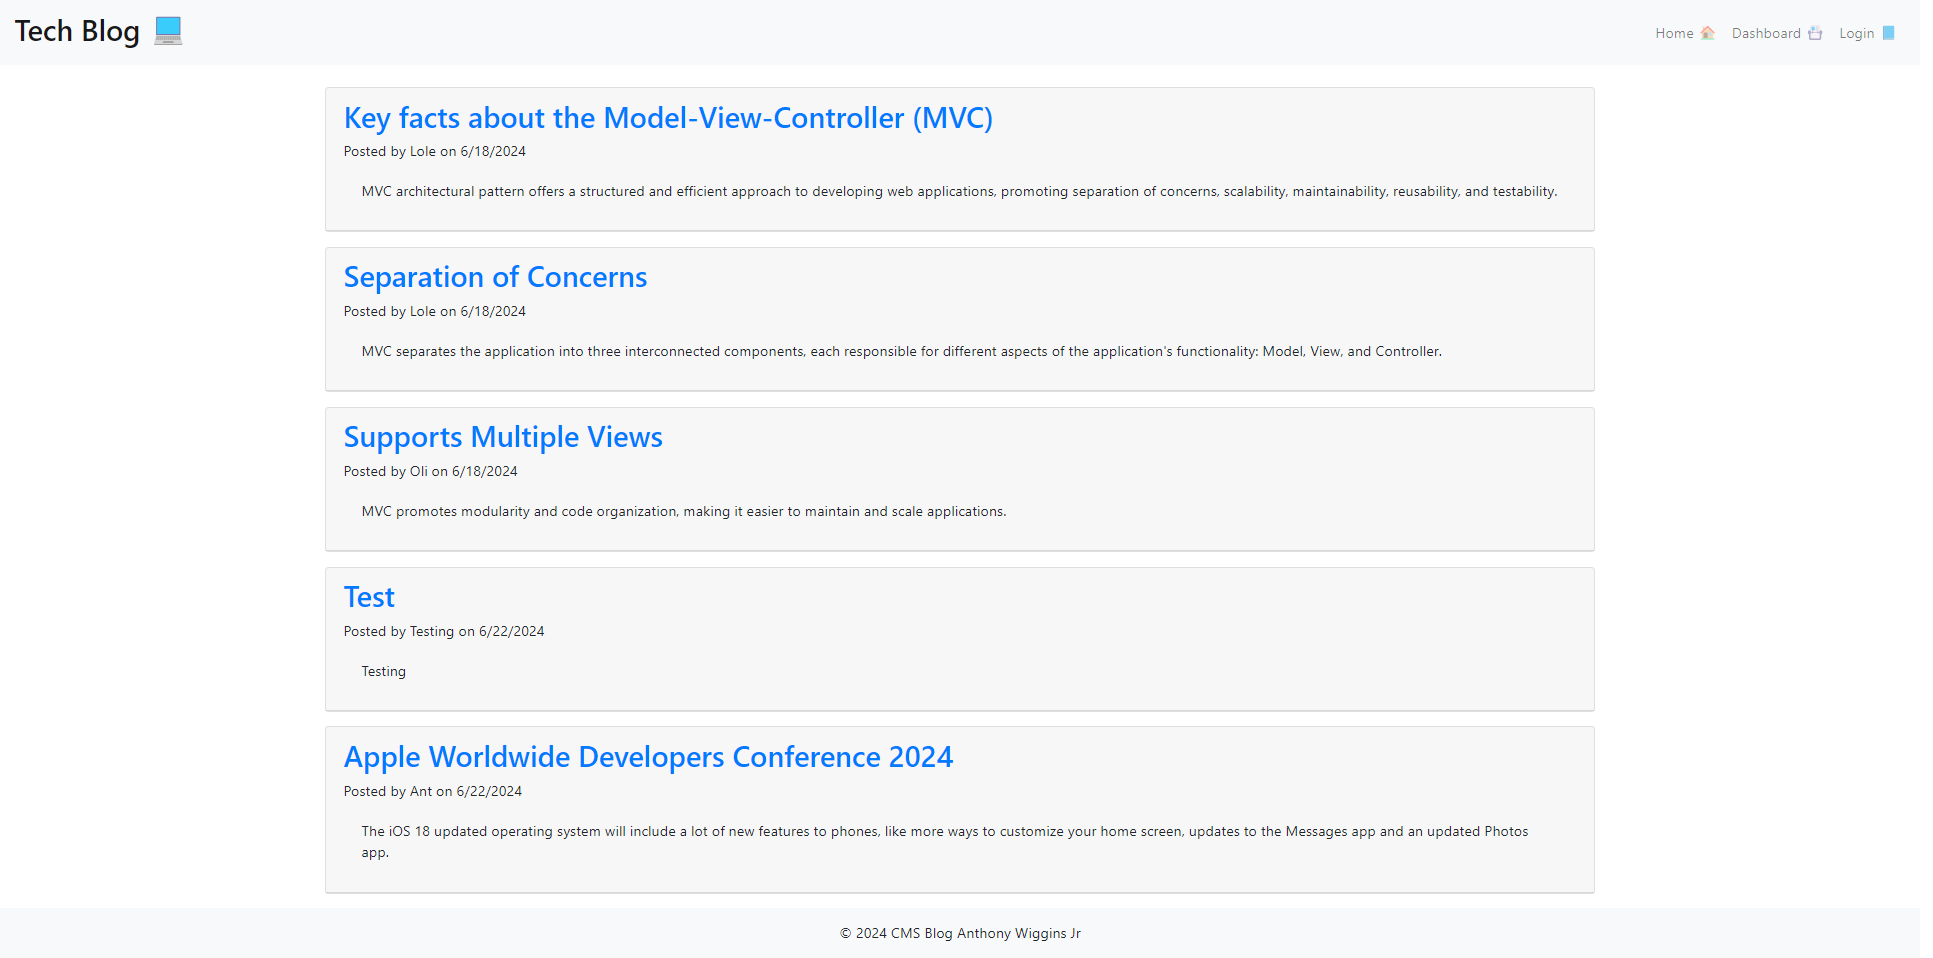 Tech Blog
Home
Dashboard
Login
Key facts about the Model-View-Controller (MVC)
Posted by Lole on 6/18/2024
MVC architectural pattern offers a structured and efficient approach to developing web applications, promoting separation of concerns, scalability, maintainability, reusability, and testability.
Separation of Concerns
Posted by Lole on 6/18/2024
MVC separates the application into three interconnected components, each responsible for different aspects of the application's functionality: Model, View, and Controller.
Supports Multiple Views
Posted by Oli on 6/18/2024
MVC promotes modularity and code organization, making it easier to maintain and scale applications.
Test
Posted by Testing on 6/22/2024
Testing
Apple Worldwide Developers Conference 2024
Posted by Ant on 6/22/2024
The iOS 18 updated operating system will include a lot of new features to phones, like more ways to customize your home screen, updates to the Messages app and an updated Photos
app.
© 2024 CMS Blog Anthony Wiggins Jr